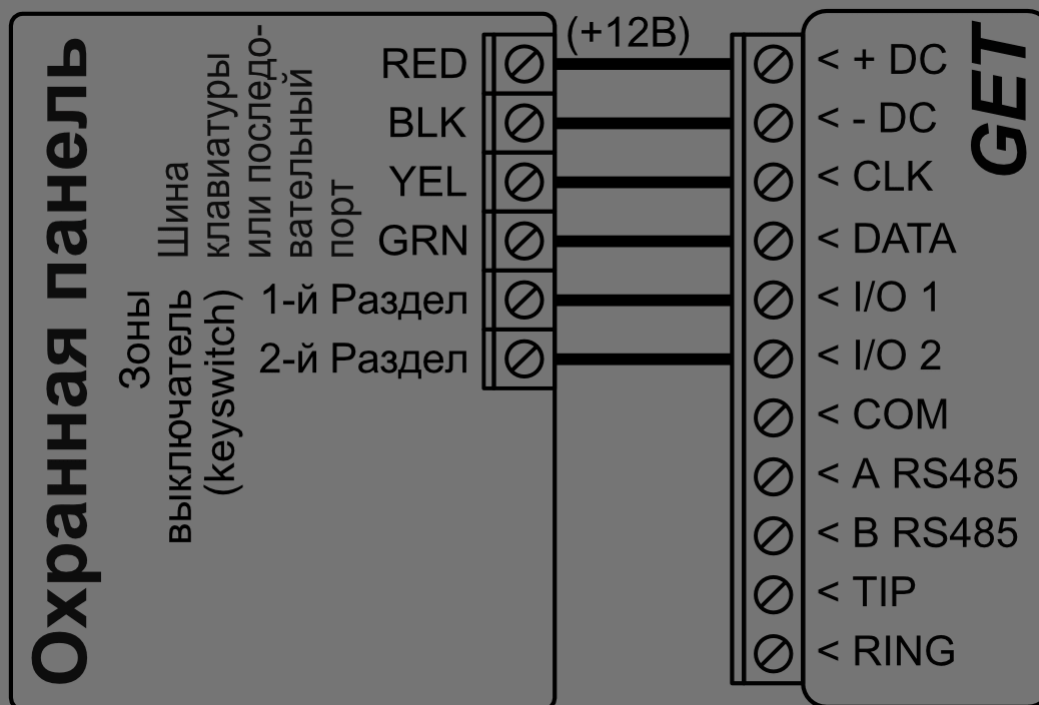 Охранная панель
Шина
клавиатуры
или последо-
вательный
порт
Зоны
выключатель
(keyswitch)
RED
BLK
YEL
GRN
1-й Раздел
2-й Раздел
(+12В)
< + DC
< - DC
< CLK
< DATA
< I/O 1
< I/O 2
< COM
< A RS485
< B RS485
< TIP
< RING
GET